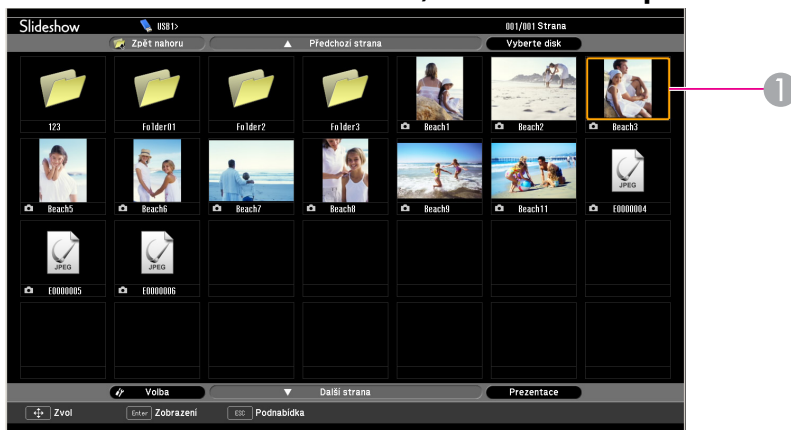 Slideshow USB1> 001/001 Strana
Zpět nahoru Předchozí strana Vyberte disk
123 Folder01 Folder2 Folder3 Beach1 Beach2 Beach3
1
Beach5 Beach6 Beach7 Beach8 Beach9 Beach11 E0000004
JPEG
E0000005 E0000006
JPEG JPEG
Volba Další strana Prezentace
Zvol Enter Zobrazení ESC Podnabídka